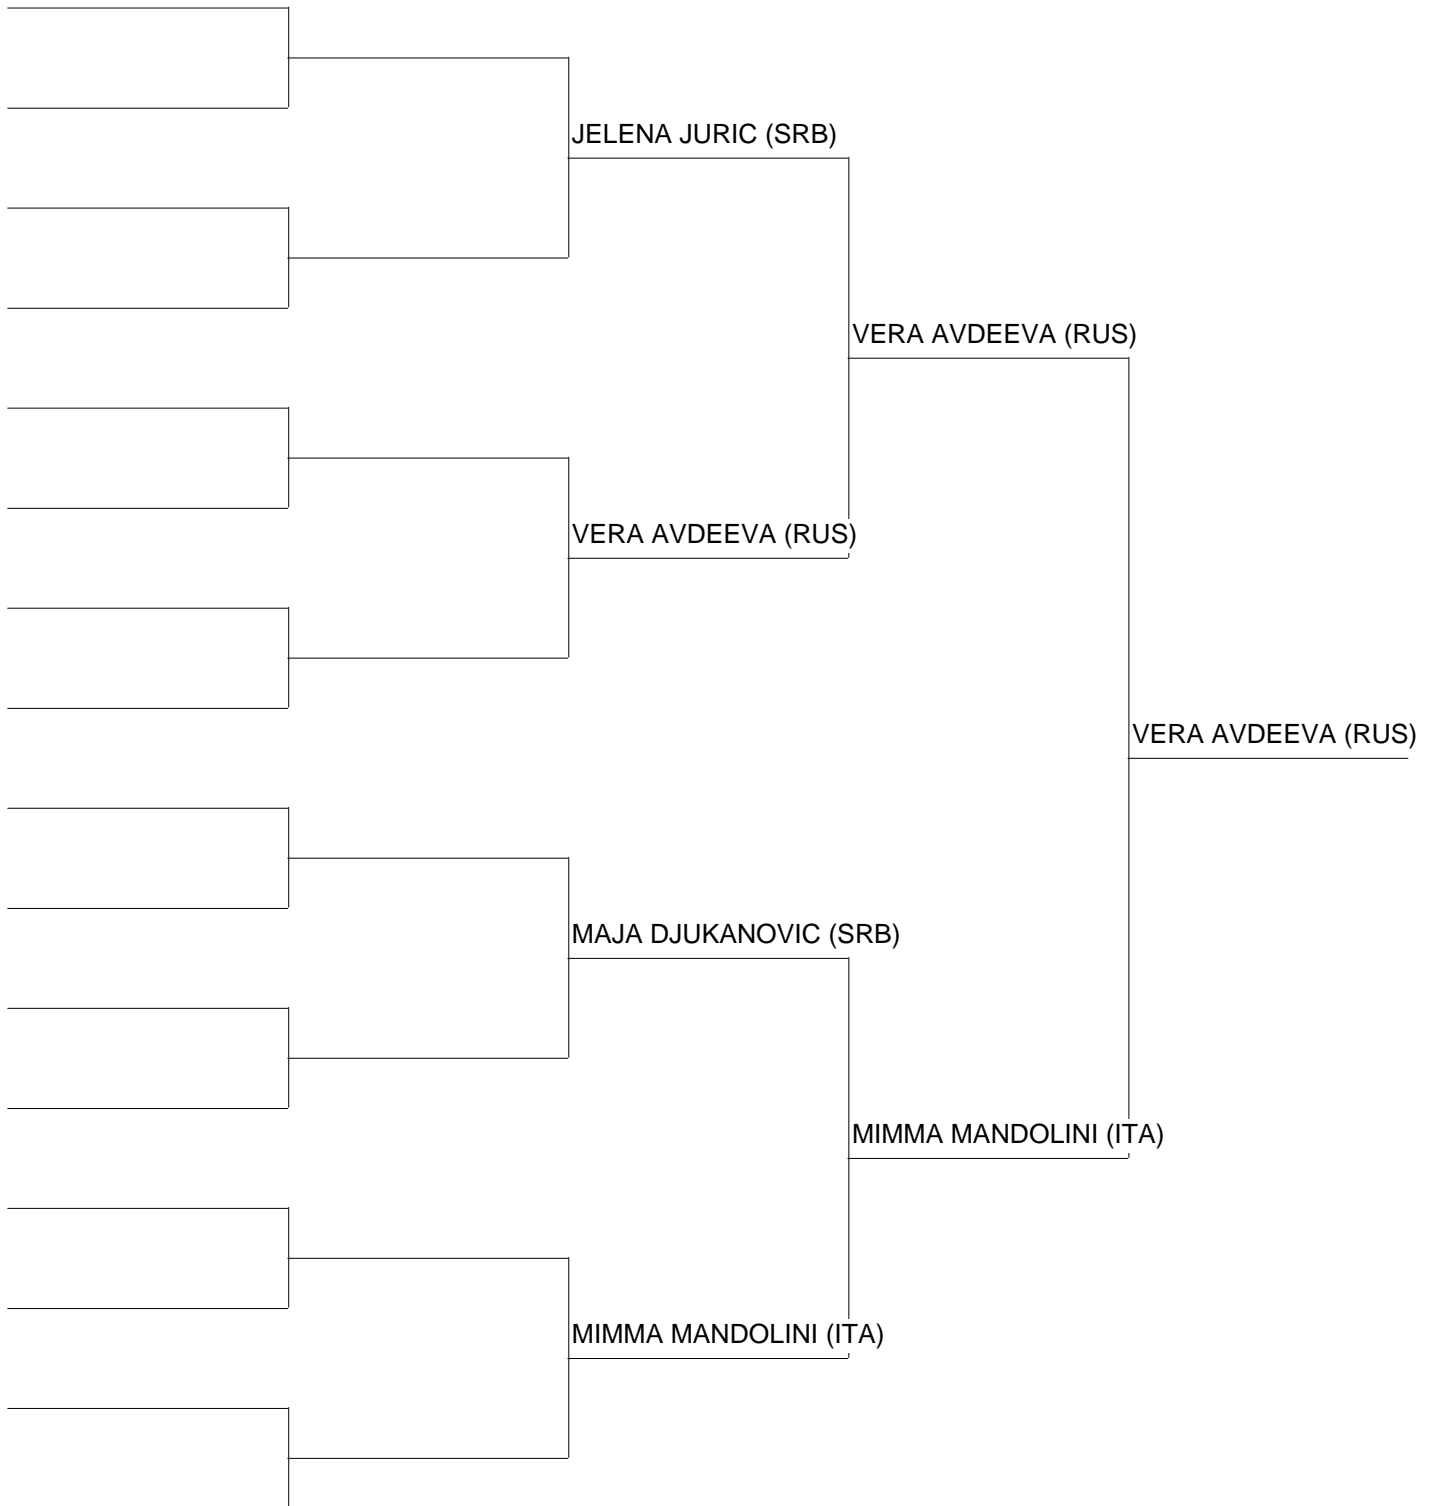 JELENA JURIC (SRB)
VERA AVDEEVA (RUS)
VERA AVDEEVA (RUS)
VERA AVDEEVA (RUS)
MAJA DJUKANOVIC (SRB)
MIMMA MANDOLINI (ITA)
MIMMA MANDOLINI (ITA)